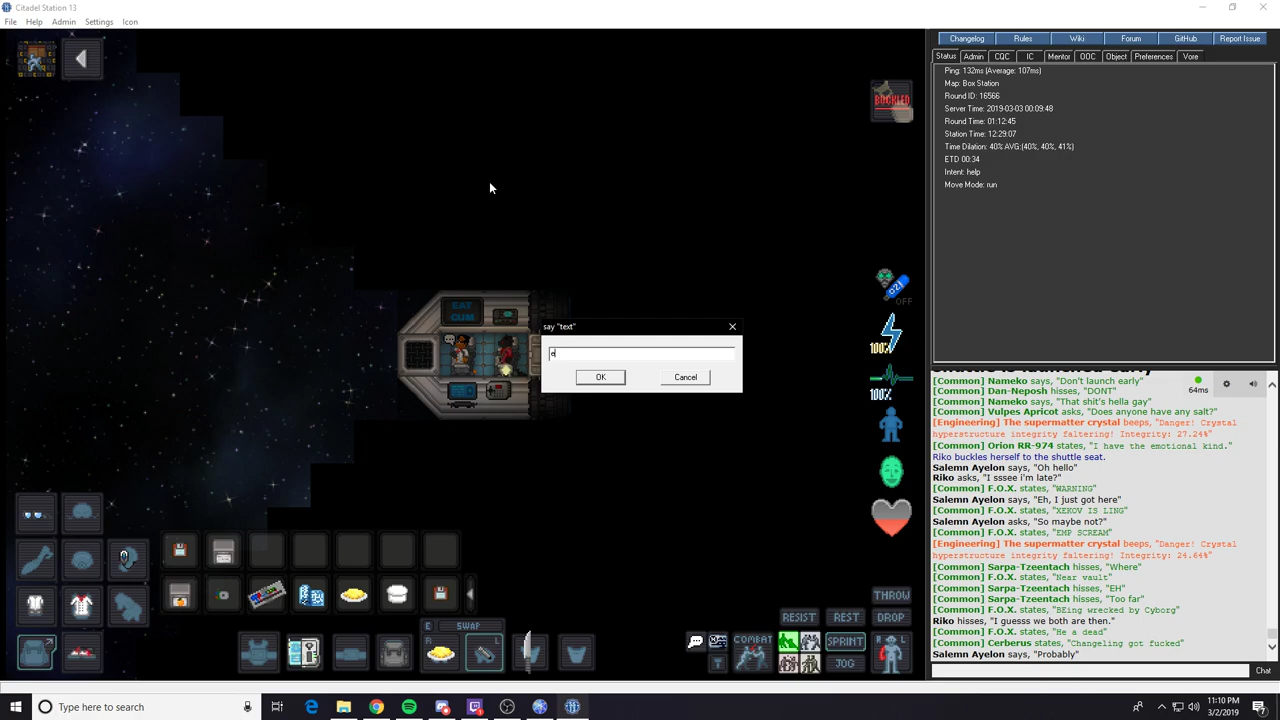 Citadel Station 13
File Help Admin Settings Icon
Changelog Rules Wiki Forum GitHub Report Issue
Status Admin CQC IC Mentor OOC Object Preferences Vore
Ping: 132ms (Average: 107ms)
Map: Box Station
Round ID: 16566
Server Time: 2019-03-03 00:09:48
Round Time: 01:12:45
Station Time: 12:29:07
Time Dilation: 40% AVG:(40%, 40%, 41%)
ETD 00:34
Intent: help
Move Mode: run
BUCKLED
EAT
CUM
say "text"
e
OK Cancel
OFF
100%
100%
THROW
RESIST REST DROP
E SWAP
R L
COMBAT SPRINT R L
T JOG
64ms
[Common] Nameko says, "Don't launch early"
[Common] Dan-Neposh hisses, "DONT"
[Common] Nameko says, "That shit's hella gay"
[Common] Vulpes Apricot asks, "Does anyone have any salt?"
[Engineering] The supermatter crystal beeps, "Danger! Crystal
hyperstructure integrity faltering! Integrity: 27.24%"
[Common] Orion RR-974 states, "I have the emotional kind."
Riko buckles herself to the shuttle seat.
Salemn Ayelon says, "Oh hello"
Riko asks, "I sssee i'm late?"
[Common] F.O.X. states, "WARNING"
Salemn Ayelon says, "Eh, I just got here"
[Common] F.O.X. states, "XEKOV IS LING"
Salemn Ayelon asks, "So maybe not?"
[Common] F.O.X. states, "EMP SCREAM"
[Engineering] The supermatter crystal beeps, "Danger! Crystal
hyperstructure integrity faltering! Integrity: 24.64%"
[Common] Sarpa-Tzeentach hisses, "Where"
[Common] F.O.X. states, "Near vault"
[Common] Sarpa-Tzeentach hisses, "EH"
[Common] Sarpa-Tzeentach hisses, "Too far"
[Common] F.O.X. states, "BEing wrecked by Cyborg"
Riko hisses, "I guesss we both are then."
[Common] F.O.X. states, "He a dead"
[Common] Cerberus states, "Changeling got fucked"
Salemn Ayelon says, "Probably"
Chat
Type here to search
11:10 PM
3/2/2019